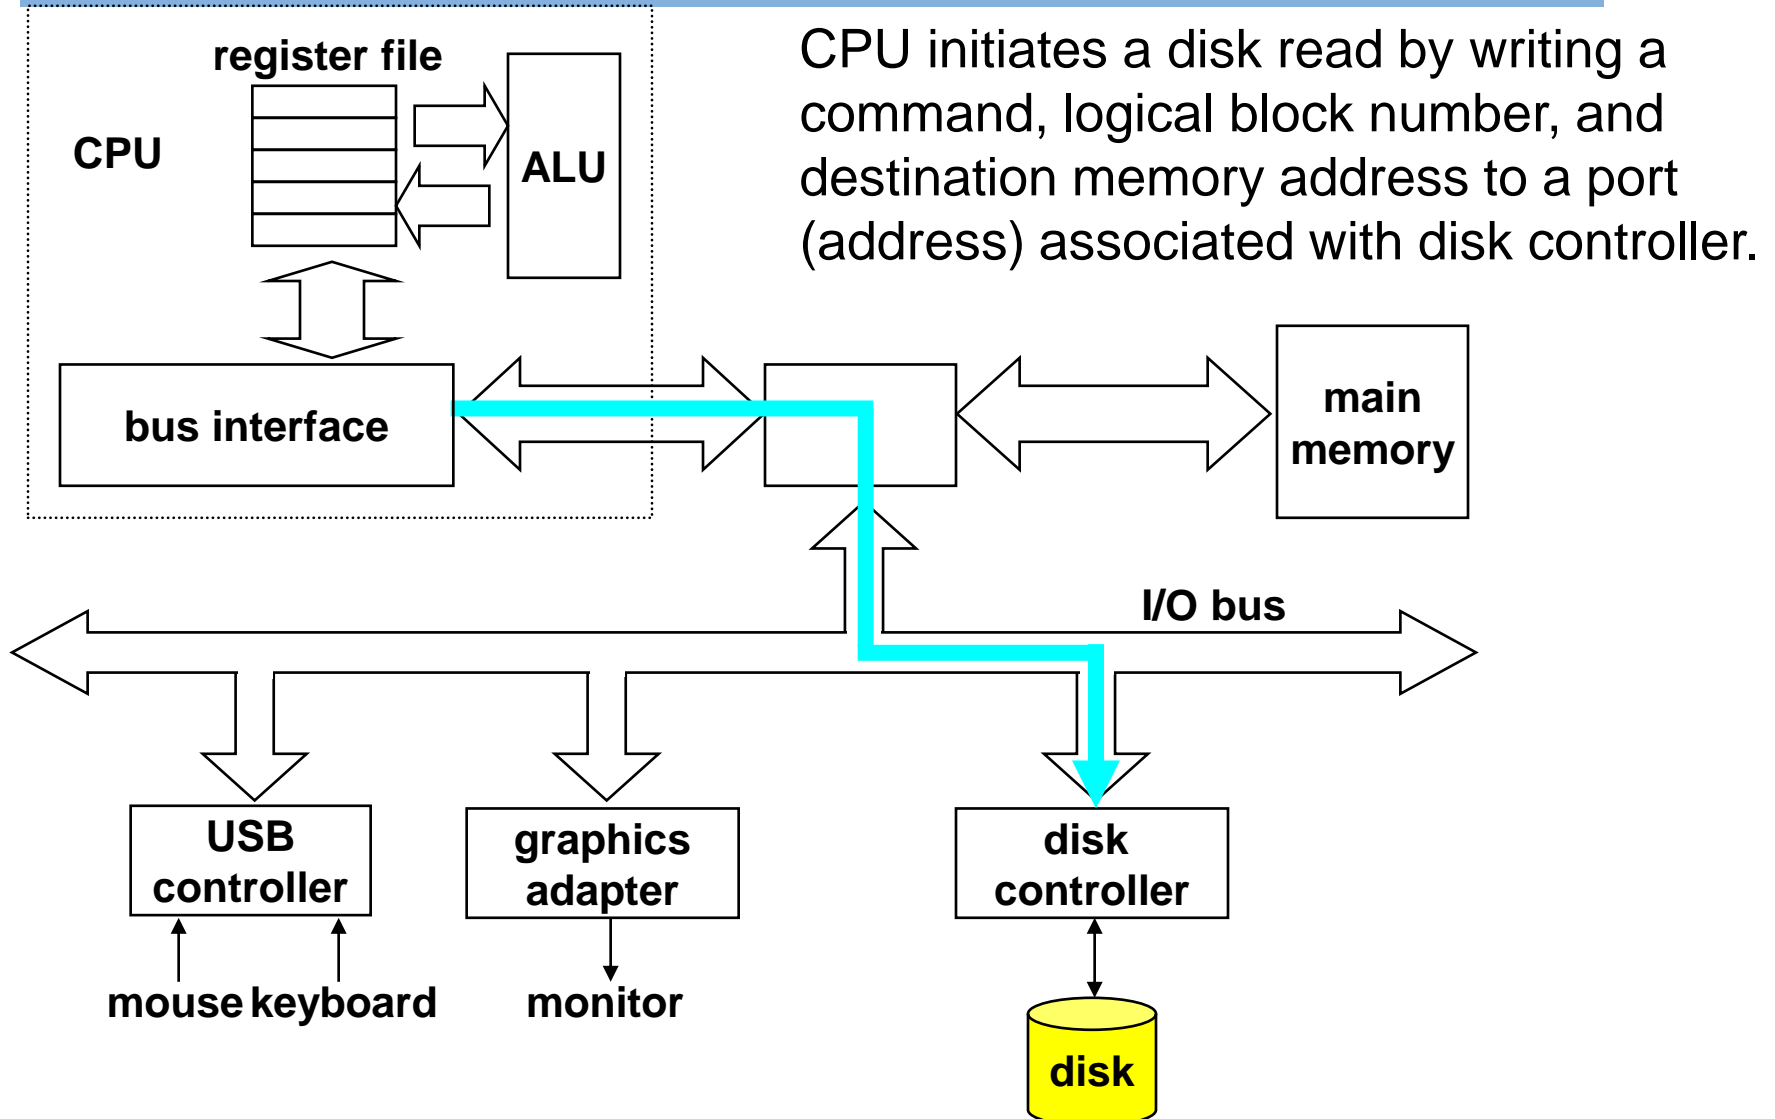 register file
CPU
ALU
CPU initiates a disk read by writing a
command, logical block number, and
destination memory address to a port
(address) associated with disk controller.
bus interface
main
memory
I/O bus
USB
controller
graphics
adapter
disk
controller
mouse keyboard
monitor
disk